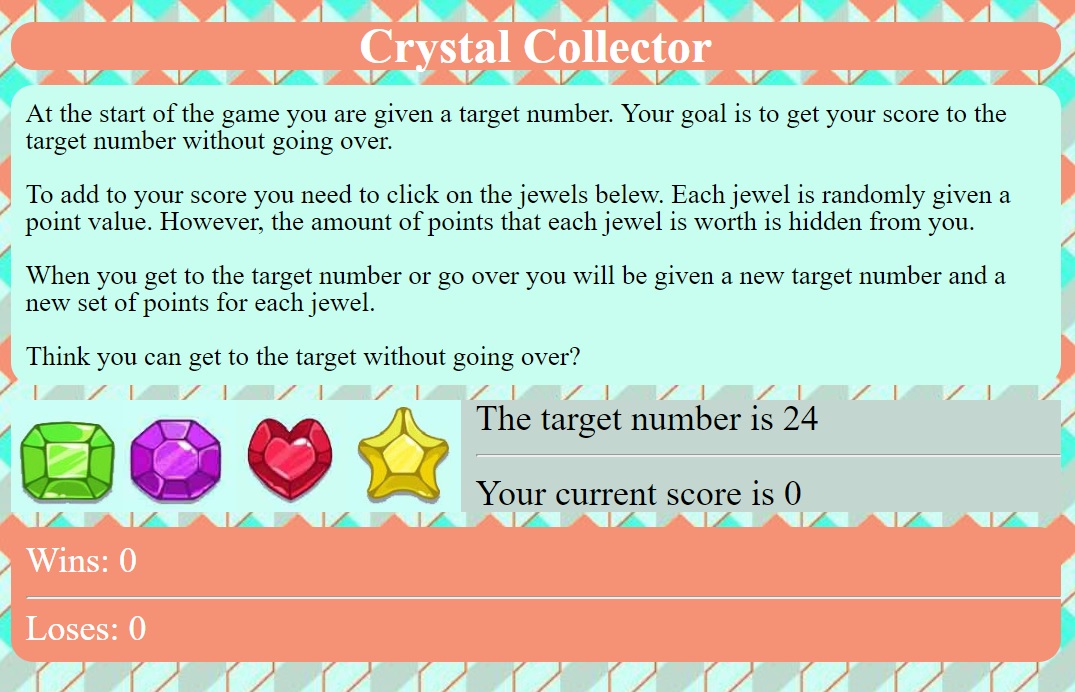 Crystal Collector
At the start of the game you are given a target number. Your goal is to get your score to the
target number without going over.
To add to your score you need to click on the jewels belew. Each jewel is randomly given a
point value. However, the amount of points that each jewel is worth is hidden from you.
When you get to the target number or go over you will be given a new target number and a
new set of points for each jewel.
Think you can get to the target without going over?
The target number is 24
Your current score is 0
Wins: 0
Loses: 0